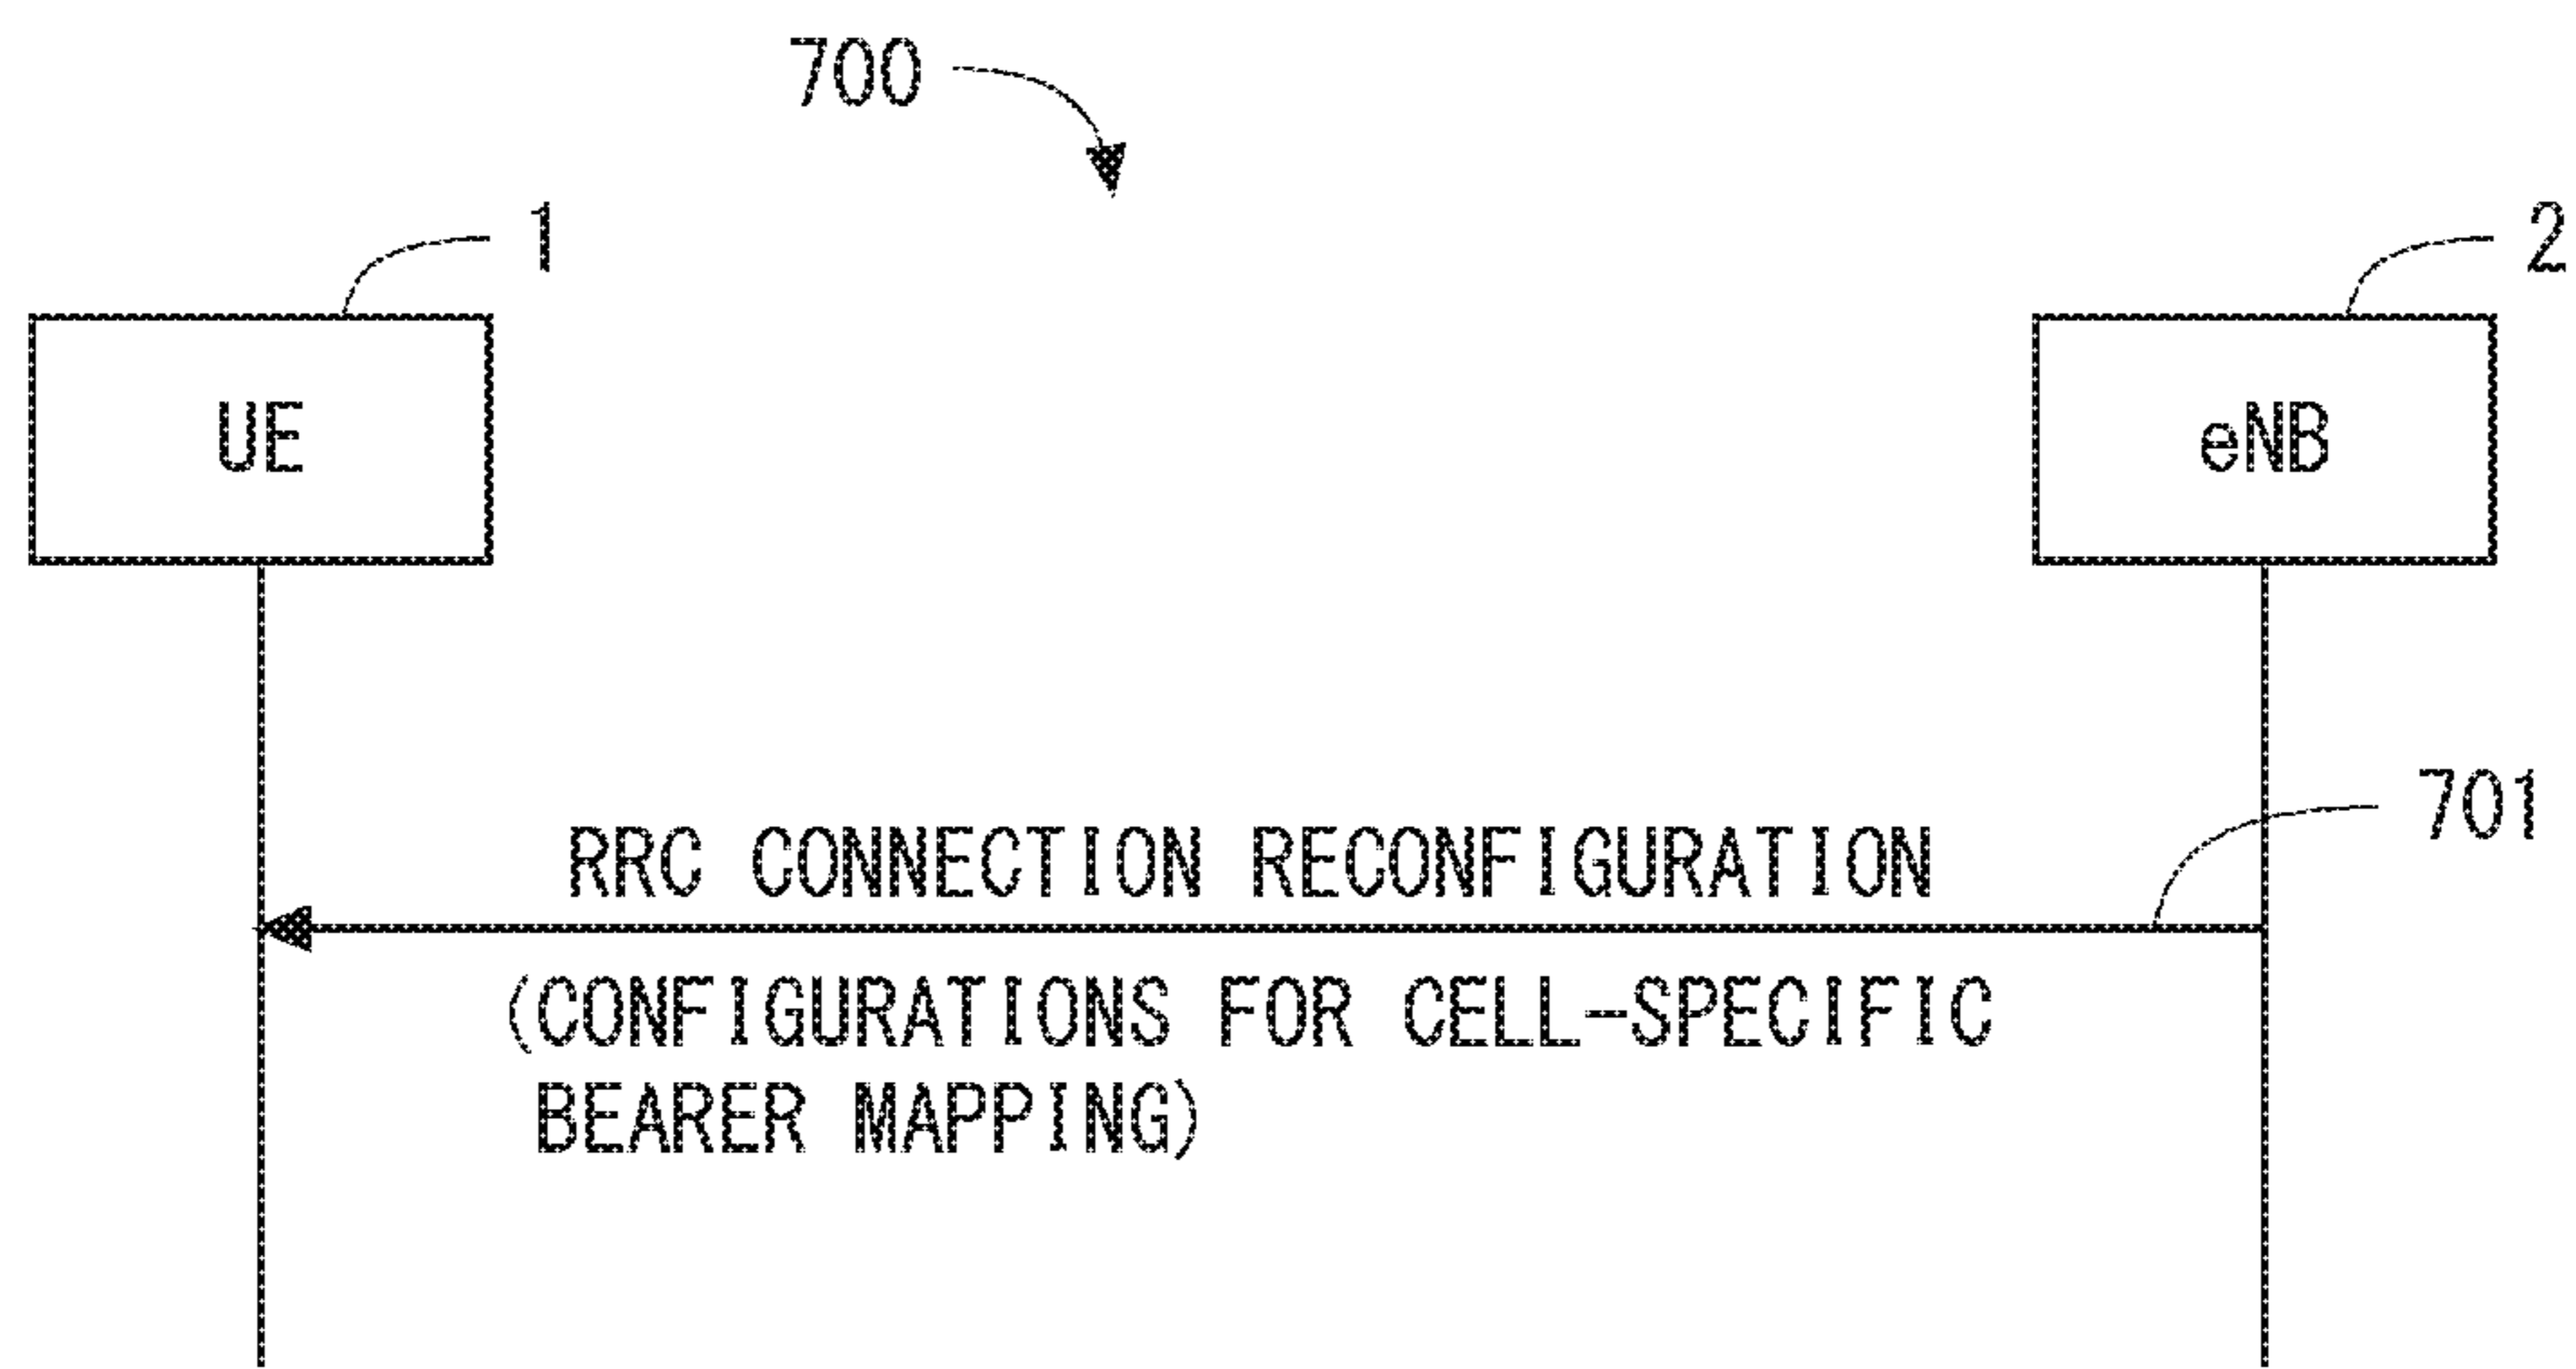 700
1
2
UE
eNB
701
RRC CONNECTION RECONFIGURATION
(CONFIGURATIONS FOR CELL-SPECIFIC
BEARER MAPPING)